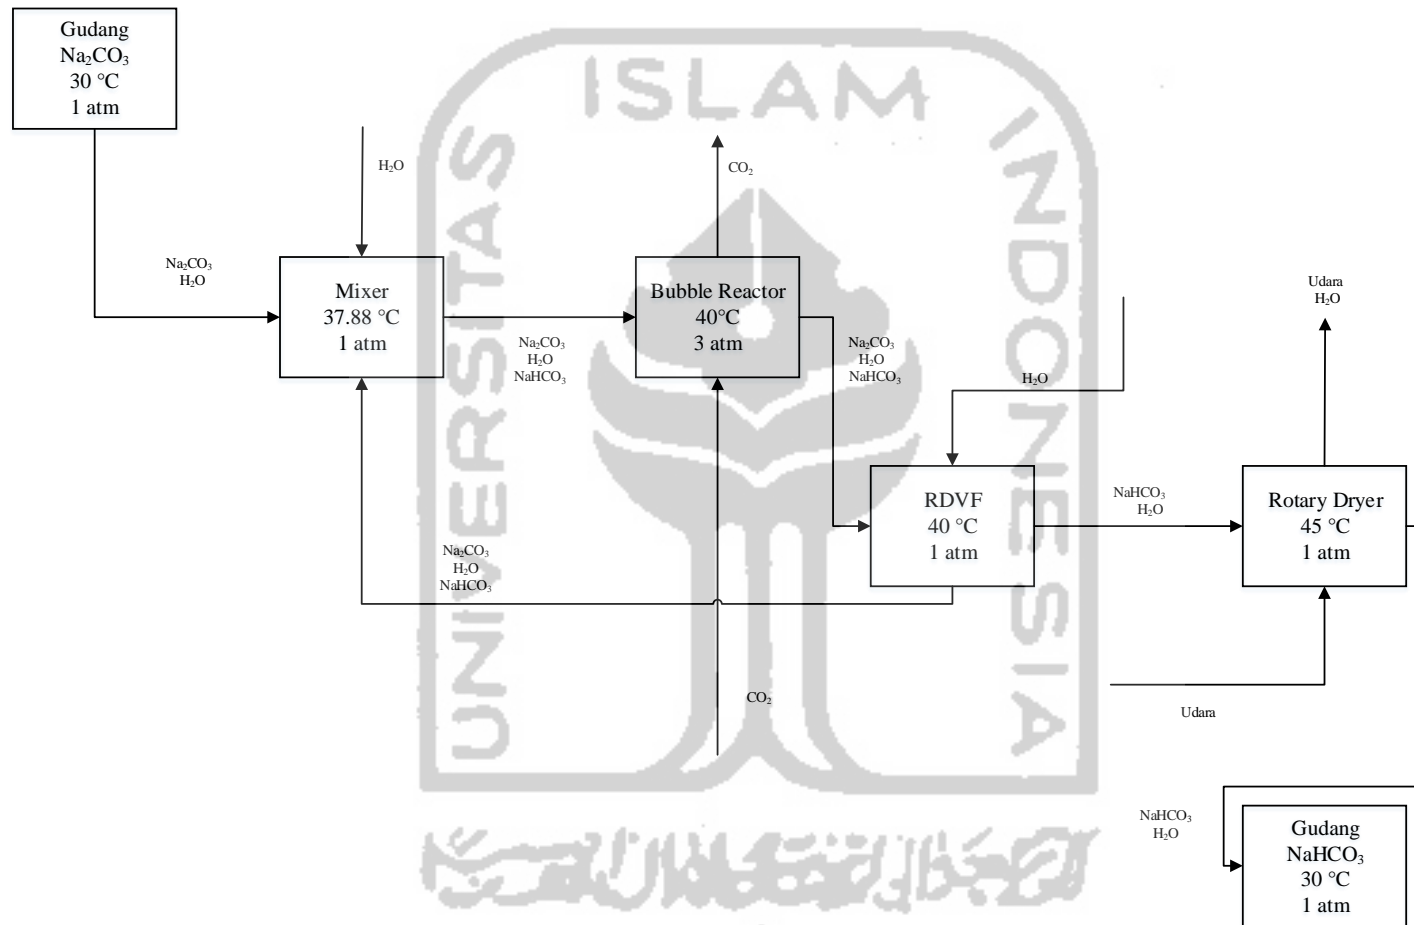 Gudang
Na₂CO₃
30 °C
1 atm
H₂O
CO₂
Na₂CO₃
H₂O
Mixer
37.88 °C
1 atm
Na₂CO₃
H₂O
NaHCO₃
Bubble Reactor
40°C
3 atm
Na₂CO₃
H₂O
NaHCO₃
H₂O
Udara
H₂O
RDVF
40 °C
1 atm
NaHCO₃
H₂O
Rotary Dryer
45 °C
1 atm
Na₂CO₃
H₂O
NaHCO₃
CO₂
Udara
NaHCO₃
H₂O
Gudang
NaHCO₃
30 °C
1 atm
UNIVERSITAS
ISLAM
INDONESIA